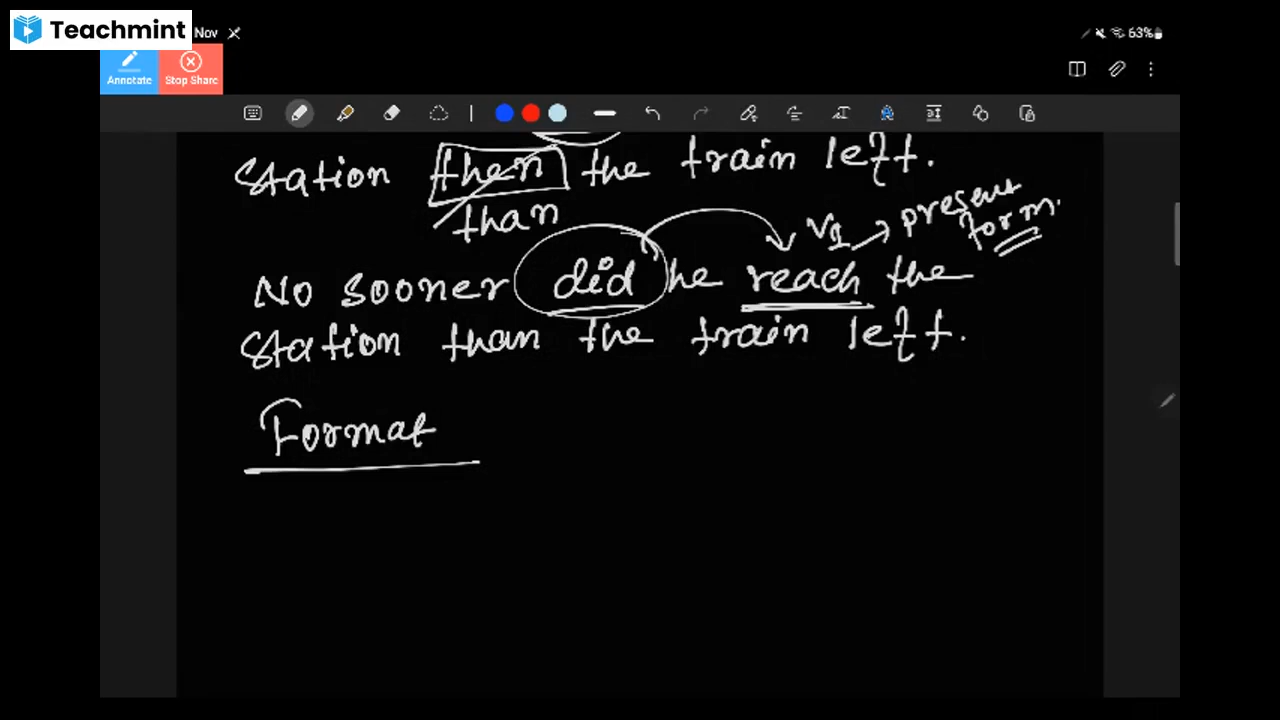 Teachmint
Nov
63%
Annotate
Stop Share
station then the train left.
than
V1 → present form.
No sooner did he reach the
station than the train left.
Format